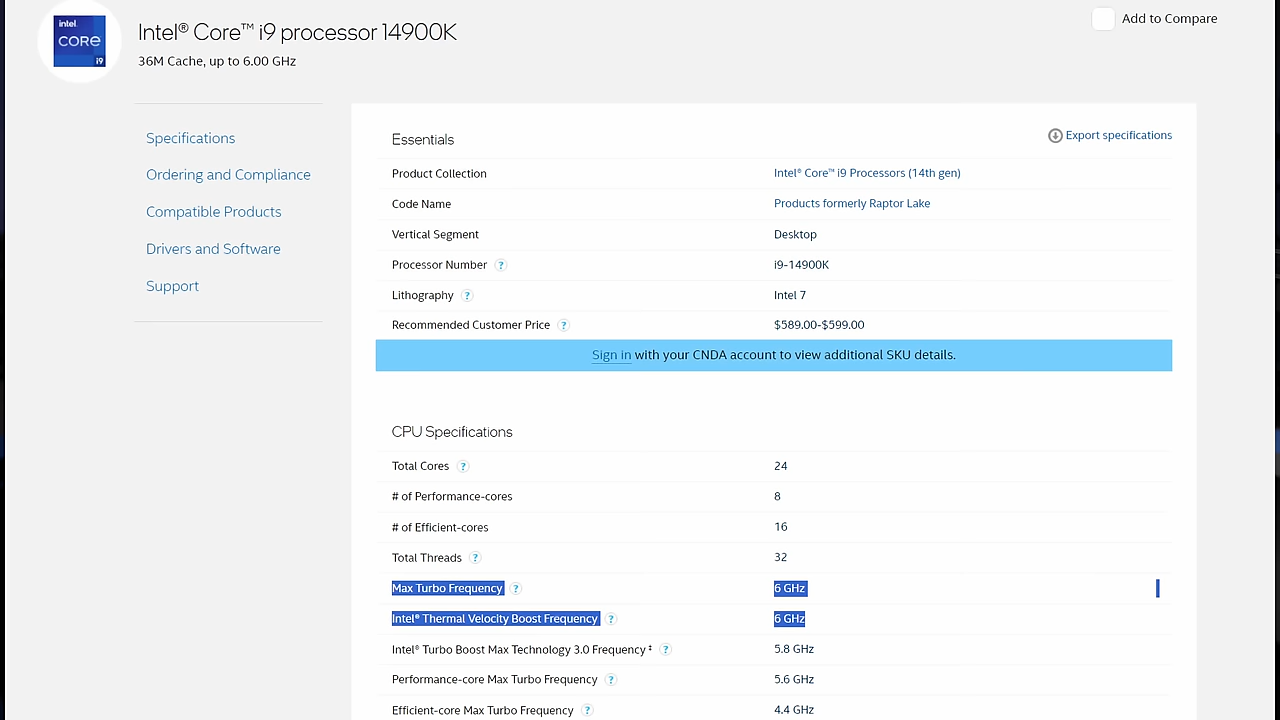 intel
CORE
i9
Intel® Core™ i9 processor 14900K
36M Cache, up to 6.00 GHz
Add to Compare
Specifications
Ordering and Compliance
Compatible Products
Drivers and Software
Support
Essentials
Export specifications
Product Collection Intel® Core™ i9 Processors (14th gen)
Code Name Products formerly Raptor Lake
Vertical Segment Desktop
Processor Number ? i9-14900K
Lithography ? Intel 7
Recommended Customer Price ? $589.00-$599.00
Sign in with your CNDA account to view additional SKU details.
CPU Specifications
Total Cores ? 24
# of Performance-cores 8
# of Efficient-cores 16
Total Threads ? 32
Max Turbo Frequency ? 6 GHz
Intel® Thermal Velocity Boost Frequency ? 6 GHz
Intel® Turbo Boost Max Technology 3.0 Frequency ‡ ? 5.8 GHz
Performance-core Max Turbo Frequency ? 5.6 GHz
Efficient-core Max Turbo Frequency ? 4.4 GHz